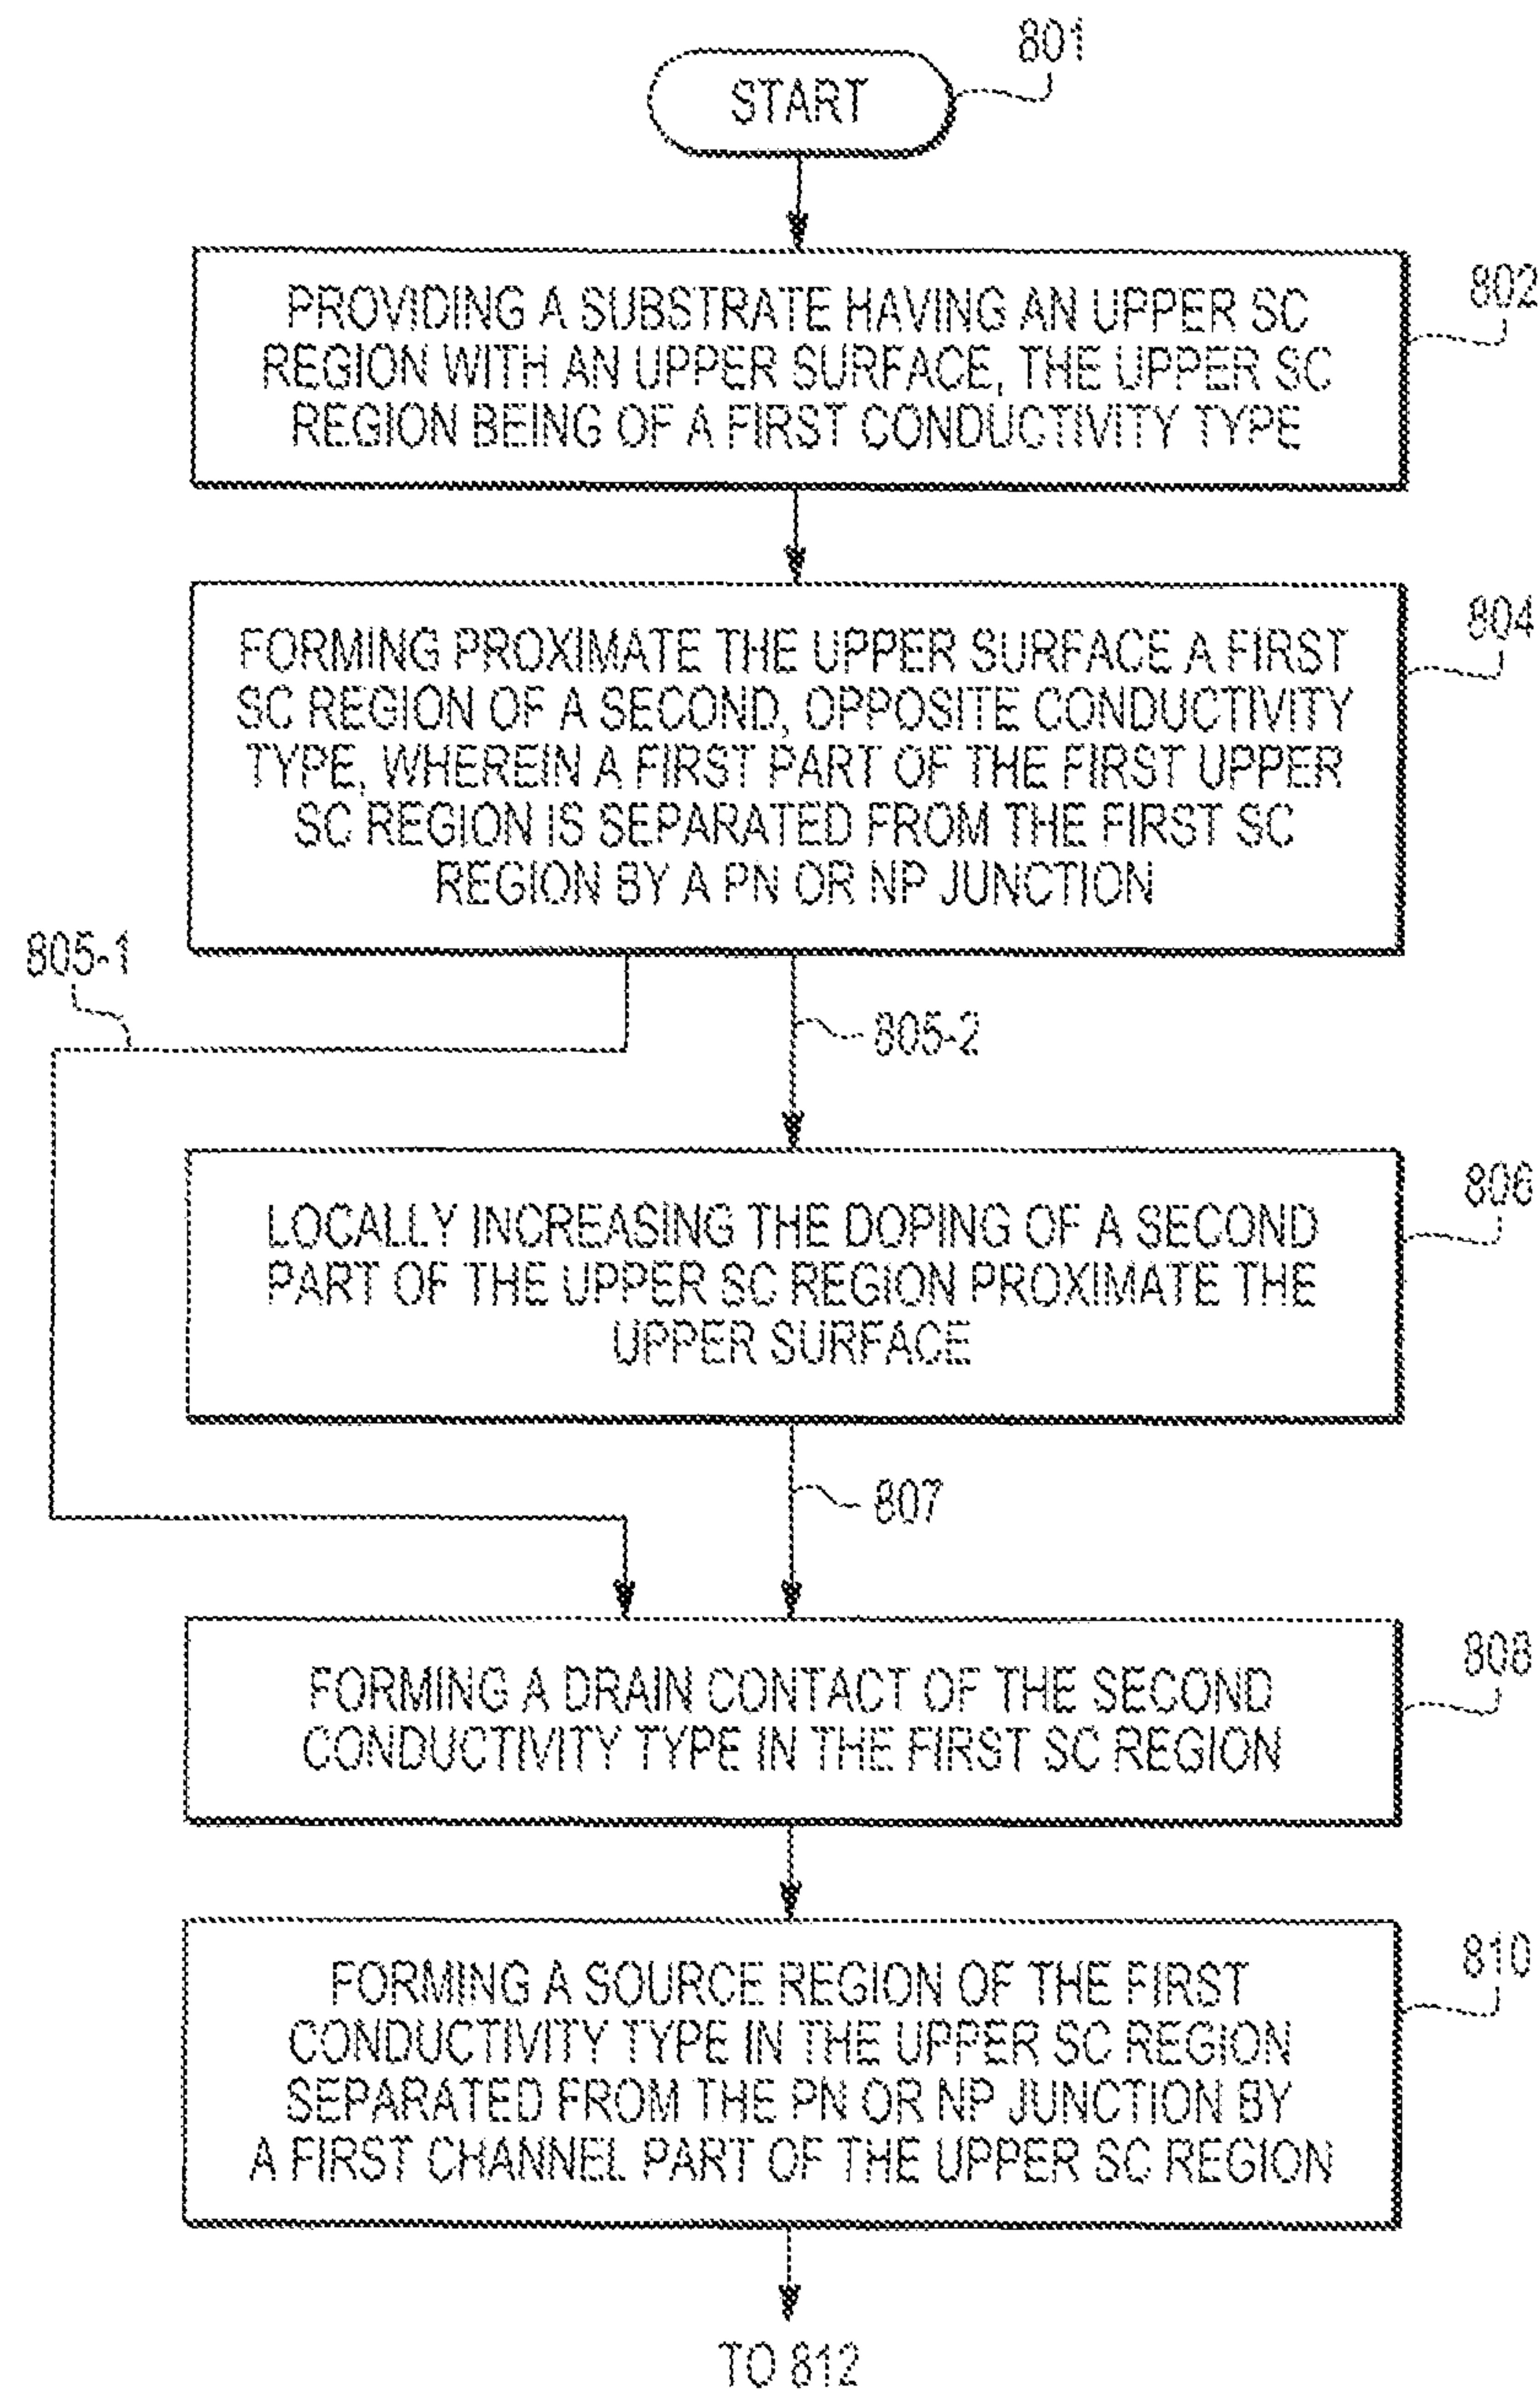 801
START
802
PROVIDING A SUBSTRATE HAVING AN UPPER SC
REGION WITH AN UPPER SURFACE, THE UPPER SC
REGION BEING OF A FIRST CONDUCTIVITY TYPE
804
FORMING PROXIMATE THE UPPER SURFACE A FIRST
SC REGION OF A SECOND, OPPOSITE CONDUCTIVITY
TYPE, WHEREIN A FIRST PART OF THE FIRST UPPER
SC REGION IS SEPARATED FROM THE FIRST SC
REGION BY A PN OR NP JUNCTION
805-1
805-2
806
LOCALLY INCREASING THE DOPING OF A SECOND
PART OF THE UPPER SC REGION PROXIMATE THE
UPPER SURFACE
807
808
FORMING A DRAIN CONTACT OF THE SECOND
CONDUCTIVITY TYPE IN THE FIRST SC REGION
810
FORMING A SOURCE REGION OF THE FIRST
CONDUCTIVITY TYPE IN THE UPPER SC REGION
SEPARATED FROM THE PN OR NP JUNCTION BY
A FIRST CHANNEL PART OF THE UPPER SC REGION
TO 812